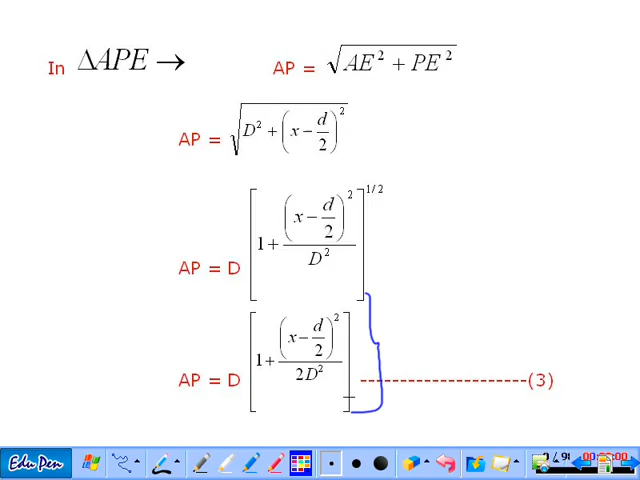 In ΔAPE → AP = √(AE² + PE²)
AP = √(D² + (x − d/2)²)
AP = D [1 + (x − d/2)² / D²]^1/2
AP = D [1 + (x − d/2)² / 2D²] -----------------------(3)
Edu Pen